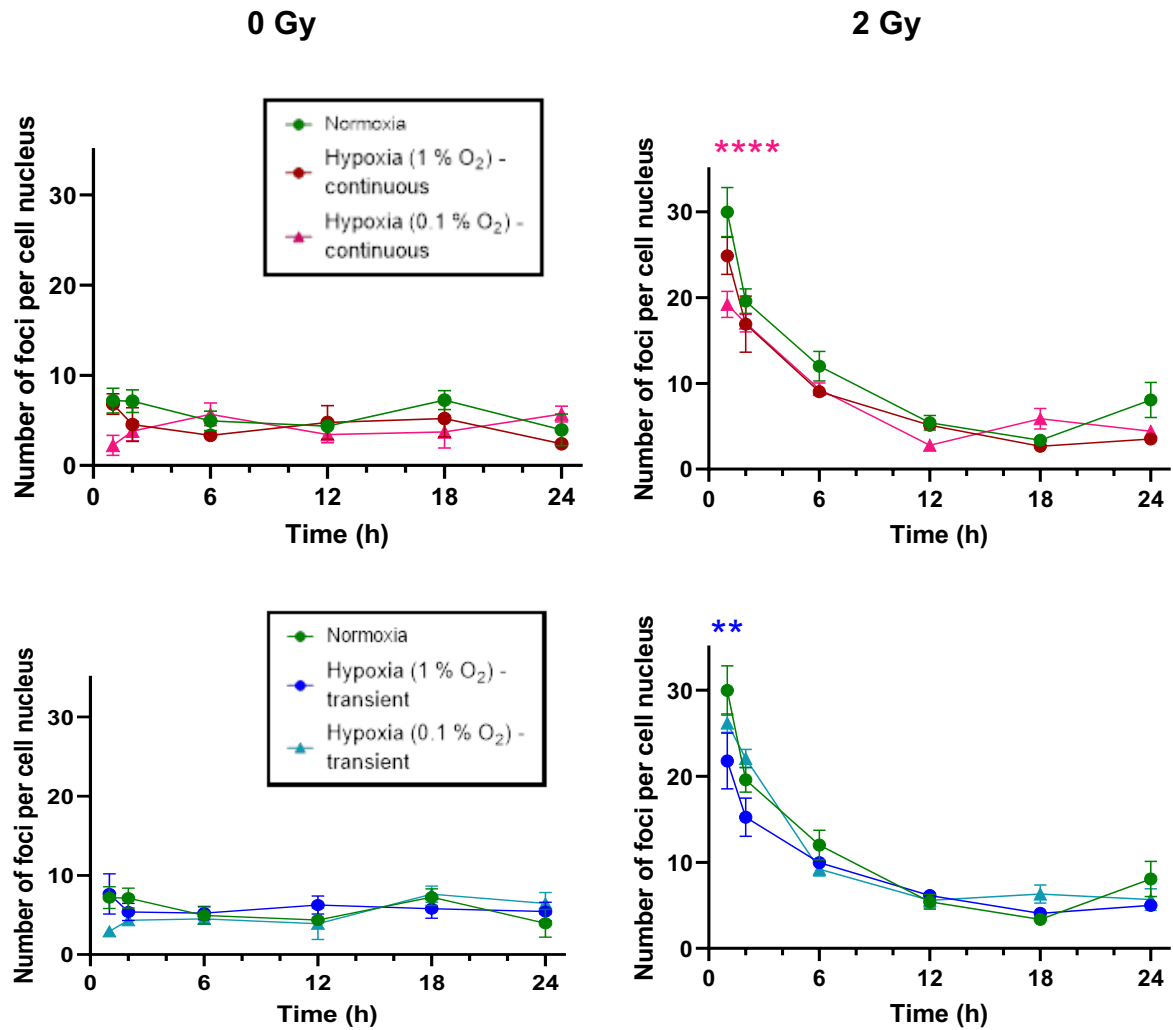 0 Gy
2 Gy
Number of foci per cell nucleus
30
20
10
0
0
6
12
18
24
Time (h)
Normoxia
Hypoxia (1 % O₂) -
continuous
Hypoxia (0.1 % O₂) -
continuous
****
Number of foci per cell nucleus
30
20
10
0
0
6
12
18
24
Time (h)
Number of foci per cell nucleus
30
20
10
0
0
6
12
18
24
Time (h)
Normoxia
Hypoxia (1 % O₂) -
transient
Hypoxia (0.1 % O₂) -
transient
**
Number of foci per cell nucleus
30
20
10
0
0
6
12
18
24
Time (h)